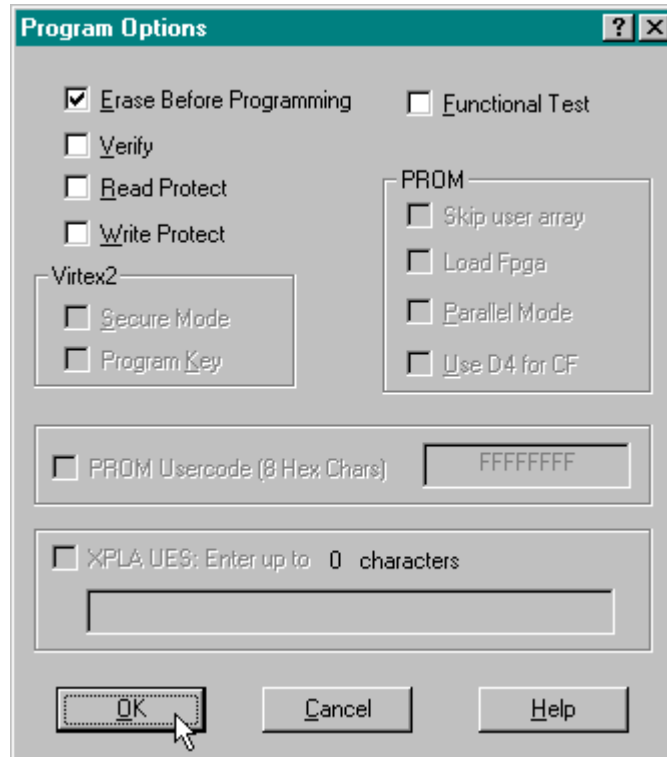 Program Options
Erase Before Programming
Functional Test
Verify
Read Protect
Write Protect
PROM
Skip user array
Load Fpga
Parallel Mode
Use D4 for CF
Virtex2
Secure Mode
Program Key
PROM Usercode (8 Hex Chars) FFFFFFFF
XPLA UES: Enter up to 0 characters
OK Cancel Help